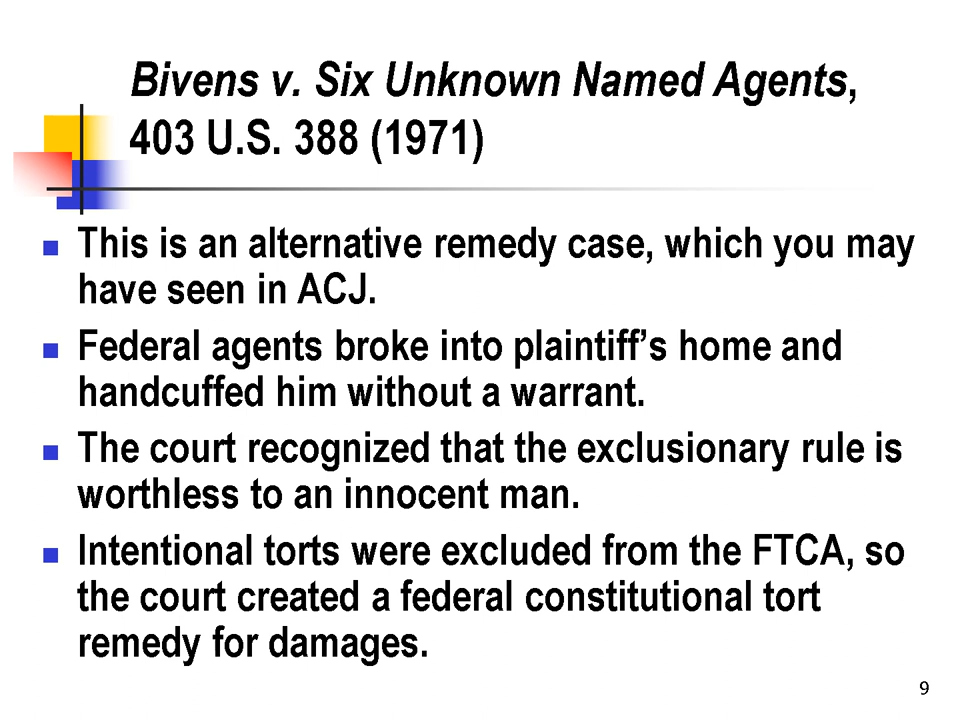 Bivens v. Six Unknown Named Agents,
403 U.S. 388 (1971)
This is an alternative remedy case, which you may
have seen in ACJ.
Federal agents broke into plaintiff's home and
handcuffed him without a warrant.
The court recognized that the exclusionary rule is
worthless to an innocent man.
Intentional torts were excluded from the FTCA, so
the court created a federal constitutional tort
remedy for damages.
9